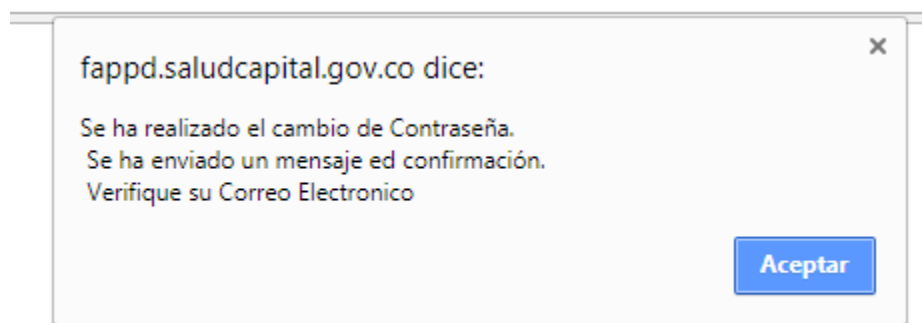 fappd.saludcapital.gov.co dice:
Se ha realizado el cambio de Contraseña.
Se ha enviado un mensaje ed confirmación.
Verifique su Correo Electronico
Aceptar